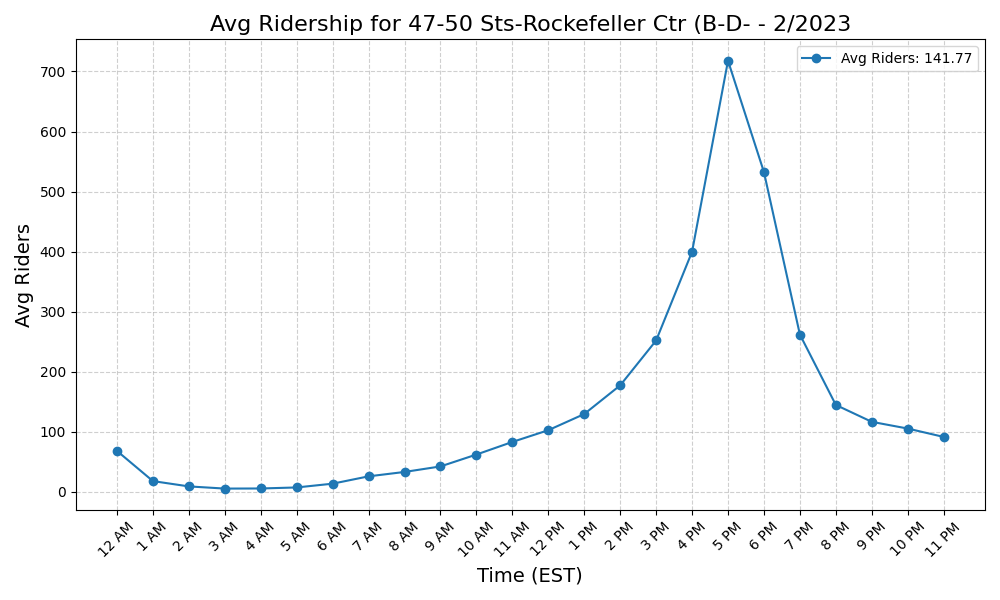 Avg Ridership for 47-50 Sts-Rockefeller Ctr (B-D- - 2/2023
Avg Riders: 141.77
Avg Riders
700
600
500
400
300
200
100
0
12 AM
1 AM
2 AM
3 AM
4 AM
5 AM
6 AM
7 AM
8 AM
9 AM
10 AM
11 AM
12 PM
1 PM
2 PM
3 PM
4 PM
5 PM
6 PM
7 PM
8 PM
9 PM
10 PM
11 PM
Time (EST)